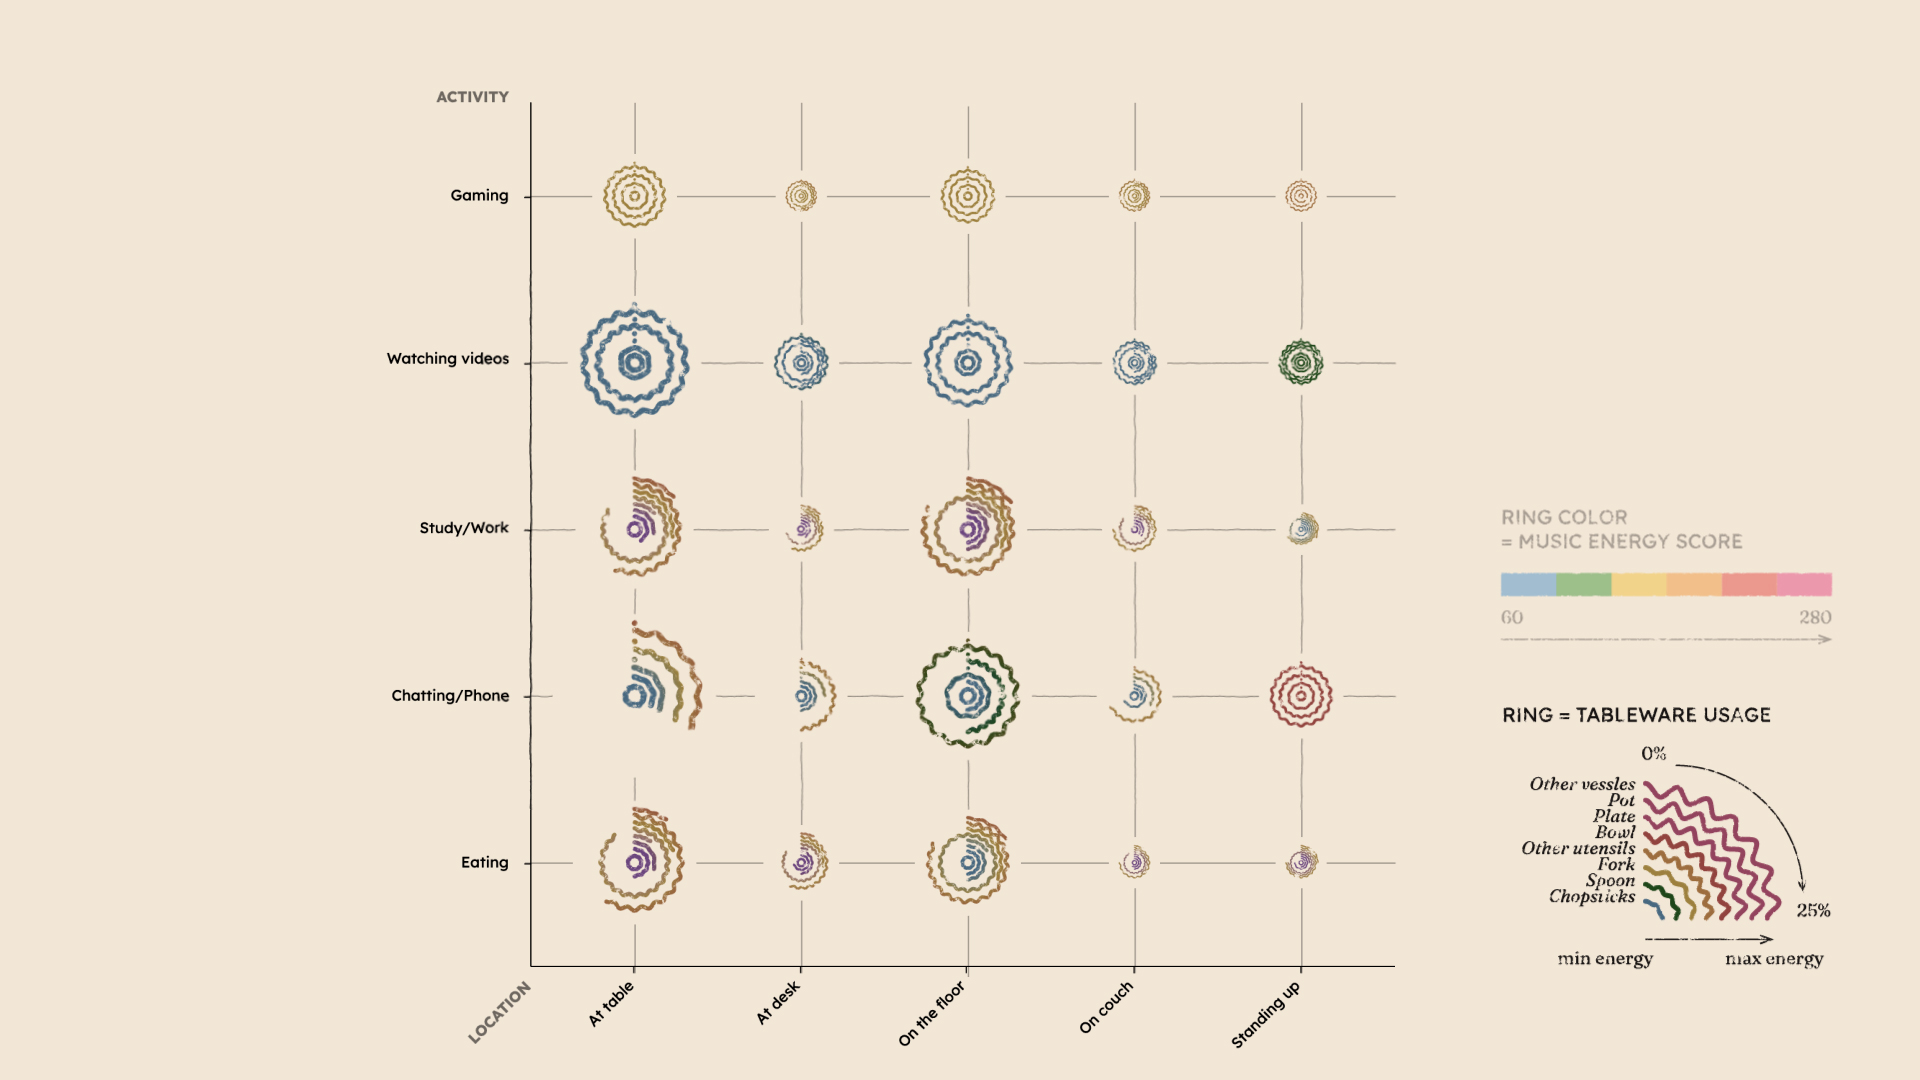 ACTIVITY
Gaming
Watching videos
Study/Work
Chatting/Phone
Eating
LOCATION
At table
At desk
On the floor
On couch
Standing up
RING COLOR
= MUSIC ENERGY SCORE
60
280
RING = TABLEWARE USAGE
0%
Other vessles
Pot
Plate
Bowl
Other utensils
Fork
Spoon
Chopsticks
25%
min energy
max energy